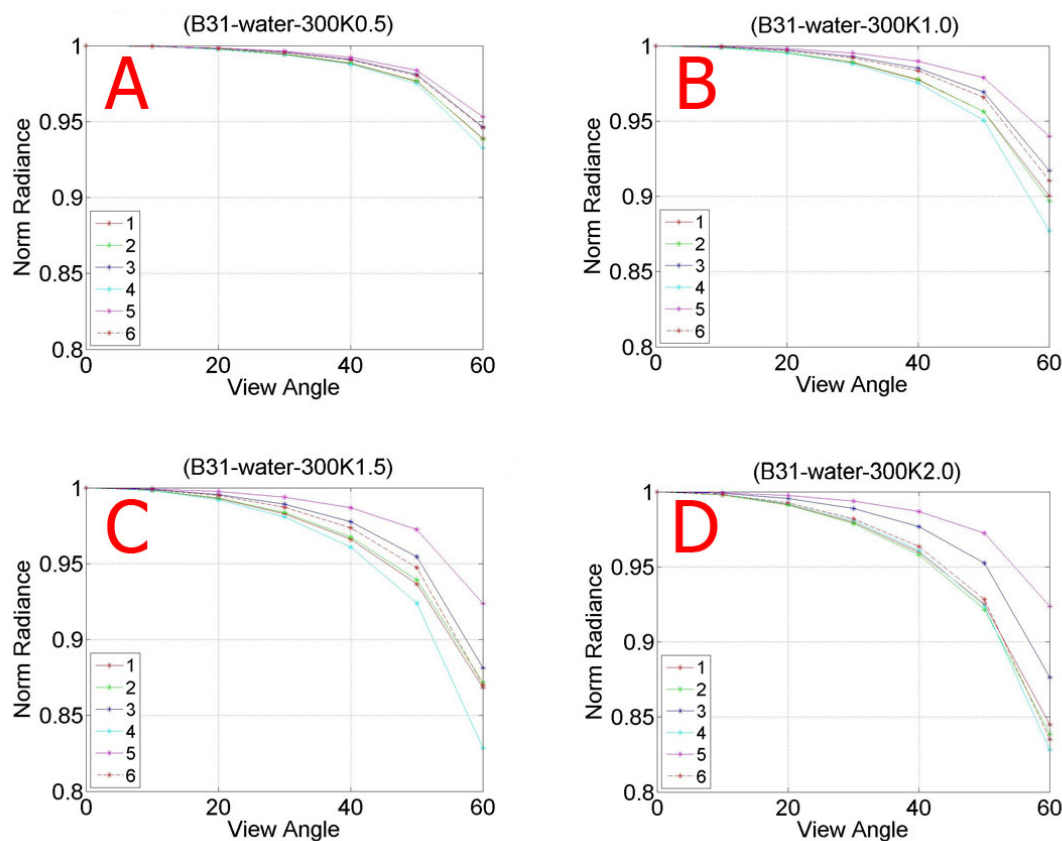 (B31-water-300K0.5)
A
Norm Radiance
1
0.95
0.9
0.85
0.8
1
2
3
4
5
6
0 20 40 60
View Angle
(B31-water-300K1.0)
B
Norm Radiance
1
0.95
0.9
0.85
0.8
1
2
3
4
5
6
0 20 40 60
View Angle
(B31-water-300K1.5)
C
Norm Radiance
1
0.95
0.9
0.85
0.8
1
2
3
4
5
6
0 20 40 60
View Angle
(B31-water-300K2.0)
D
Norm Radiance
1
0.95
0.9
0.85
0.8
1
2
3
4
5
6
0 20 40 60
View Angle